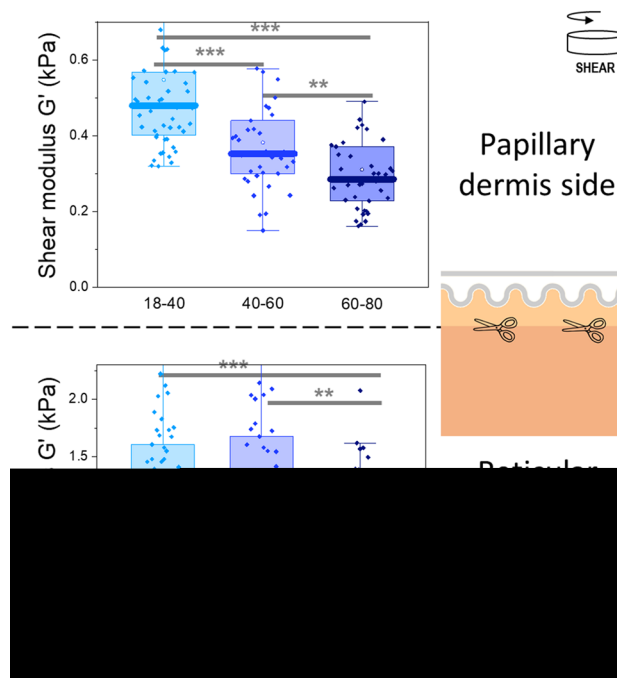 SHEAR
Shear modulus G' (kPa)
0.6
0.4
0.2
0.0
***
***
**
18-40
40-60
60-80
Papillary
dermis side
G' (kPa)
2.0
1.5
***
**